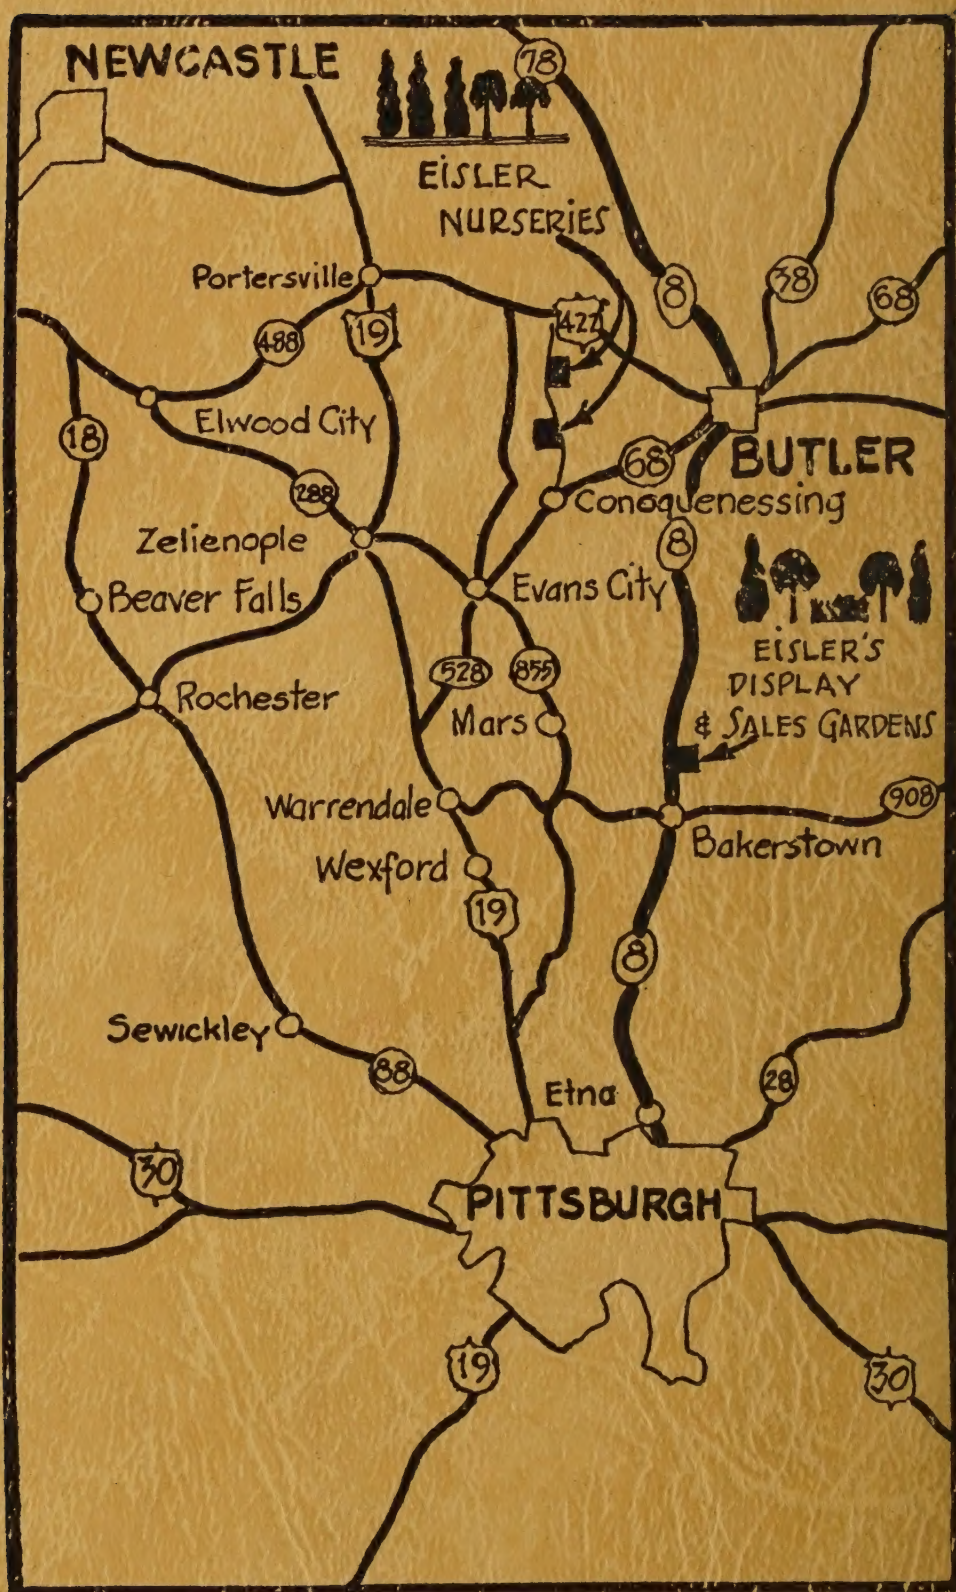 NEWCASTLE
78
EISLER
NURSERIES
Portersville
8
38
68
488
19
422
18
Elwood City
68
BUTLER
288
Conoquenessing
Zelienople
8
Beaver Falls
Evans City
EISLER'S
DISPLAY
& SALES GARDENS
528
855
Rochester
Mars
Warrendale
908
Bakerstown
Wexford
19
8
Sewickley
88
Etna
28
30
PITTSBURGH
19
30